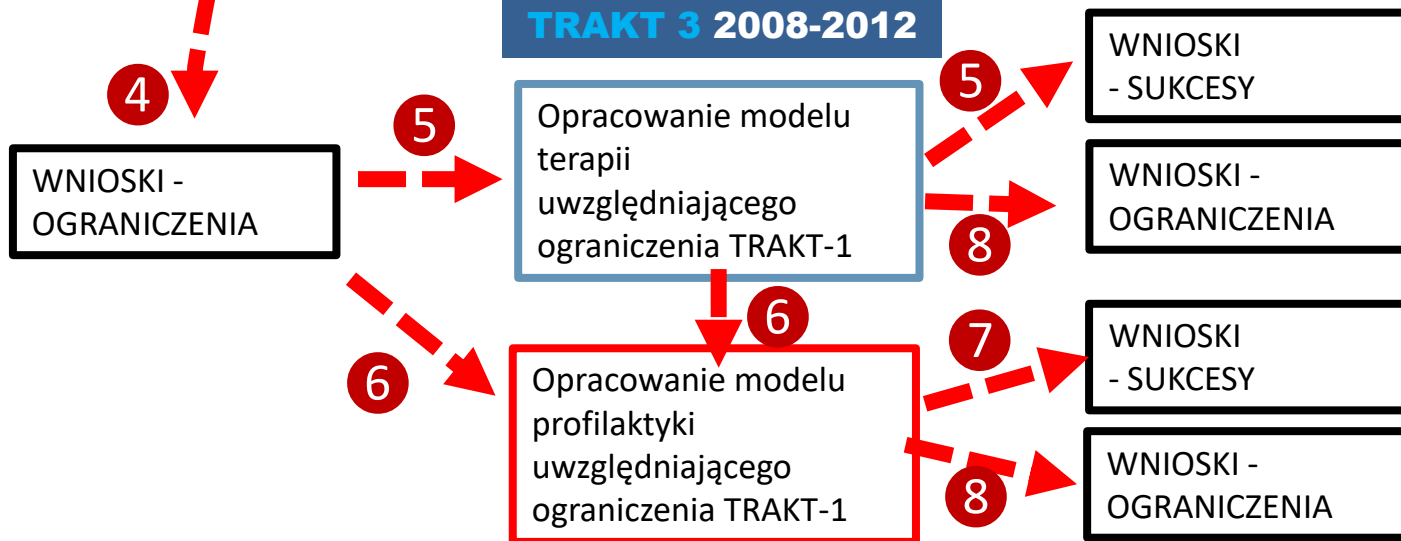 TRAKT 3 2008-2012
4
WNIOSKI -
OGRANICZENIA
5
6
Opracowanie modelu
terapii
uwzględniającego
ograniczenia TRAKT-1
6
Opracowanie modelu
profilaktyki
uwzględniającego
ograniczenia TRAKT-1
5
WNIOSKI
- SUKCESY
8
WNIOSKI -
OGRANICZENIA
7
WNIOSKI
- SUKCESY
8
WNIOSKI -
OGRANICZENIA